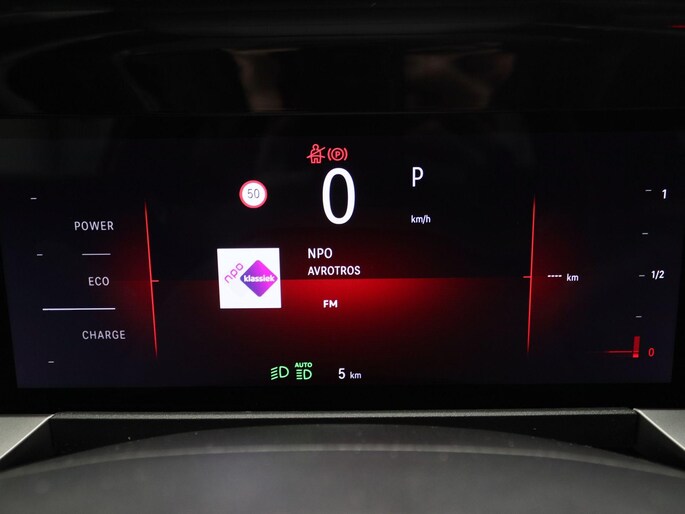 P
50
0
P
km/h
POWER
1
npo
klassiek
NPO
AVROTROS
ECO
---- km
1/2
FM
CHARGE
0
AUTO
5 km